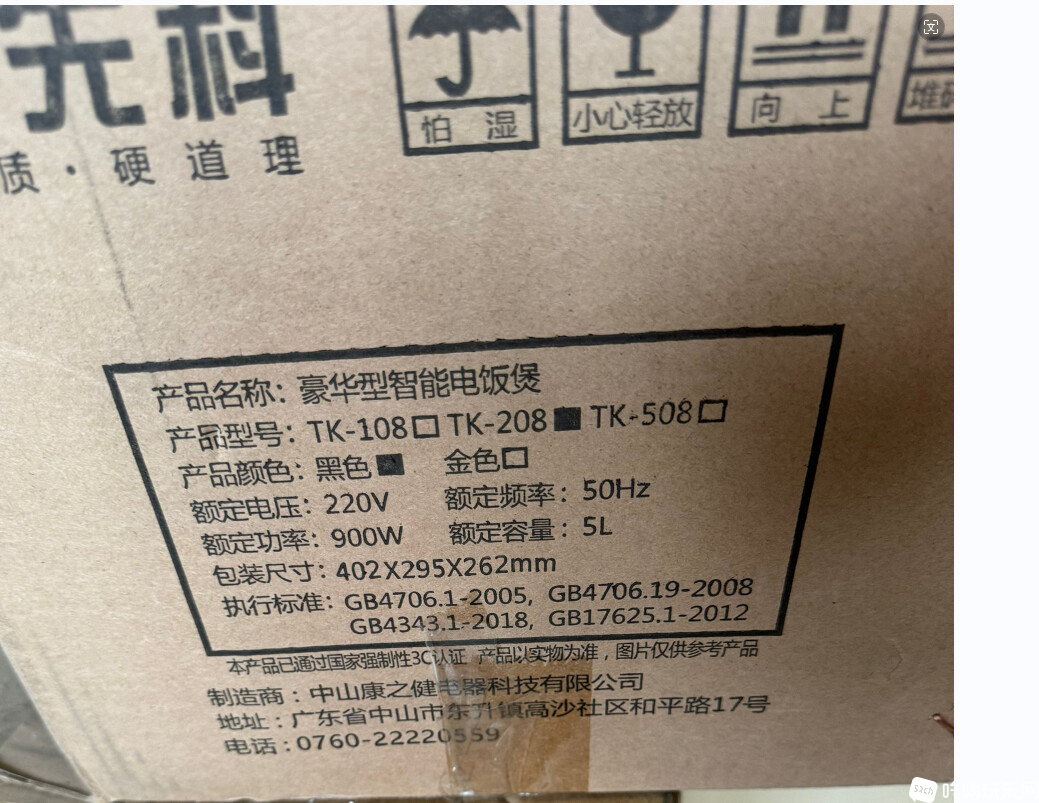 先科
质·硬道理
怕湿
小心轻放
向上
堆码
产品名称：豪华型智能电饭煲
产品型号：TK-108□ TK-208■ TK-508□
产品颜色：黑色■ 金色□
额定电压：220V 额定频率：50Hz
额定功率：900W 额定容量：5L
包装尺寸：402X295X262mm
执行标准：GB4706.1-2005, GB4706.19-2008
GB4343.1-2018, GB17625.1-2012
本产品已通过国家强制性3C认证 产品以实物为准，图片仅供参考产品
制造商：中山康之健电器科技有限公司
地址：广东省中山市东升镇高沙社区和平路17号
电话：0760-22220559